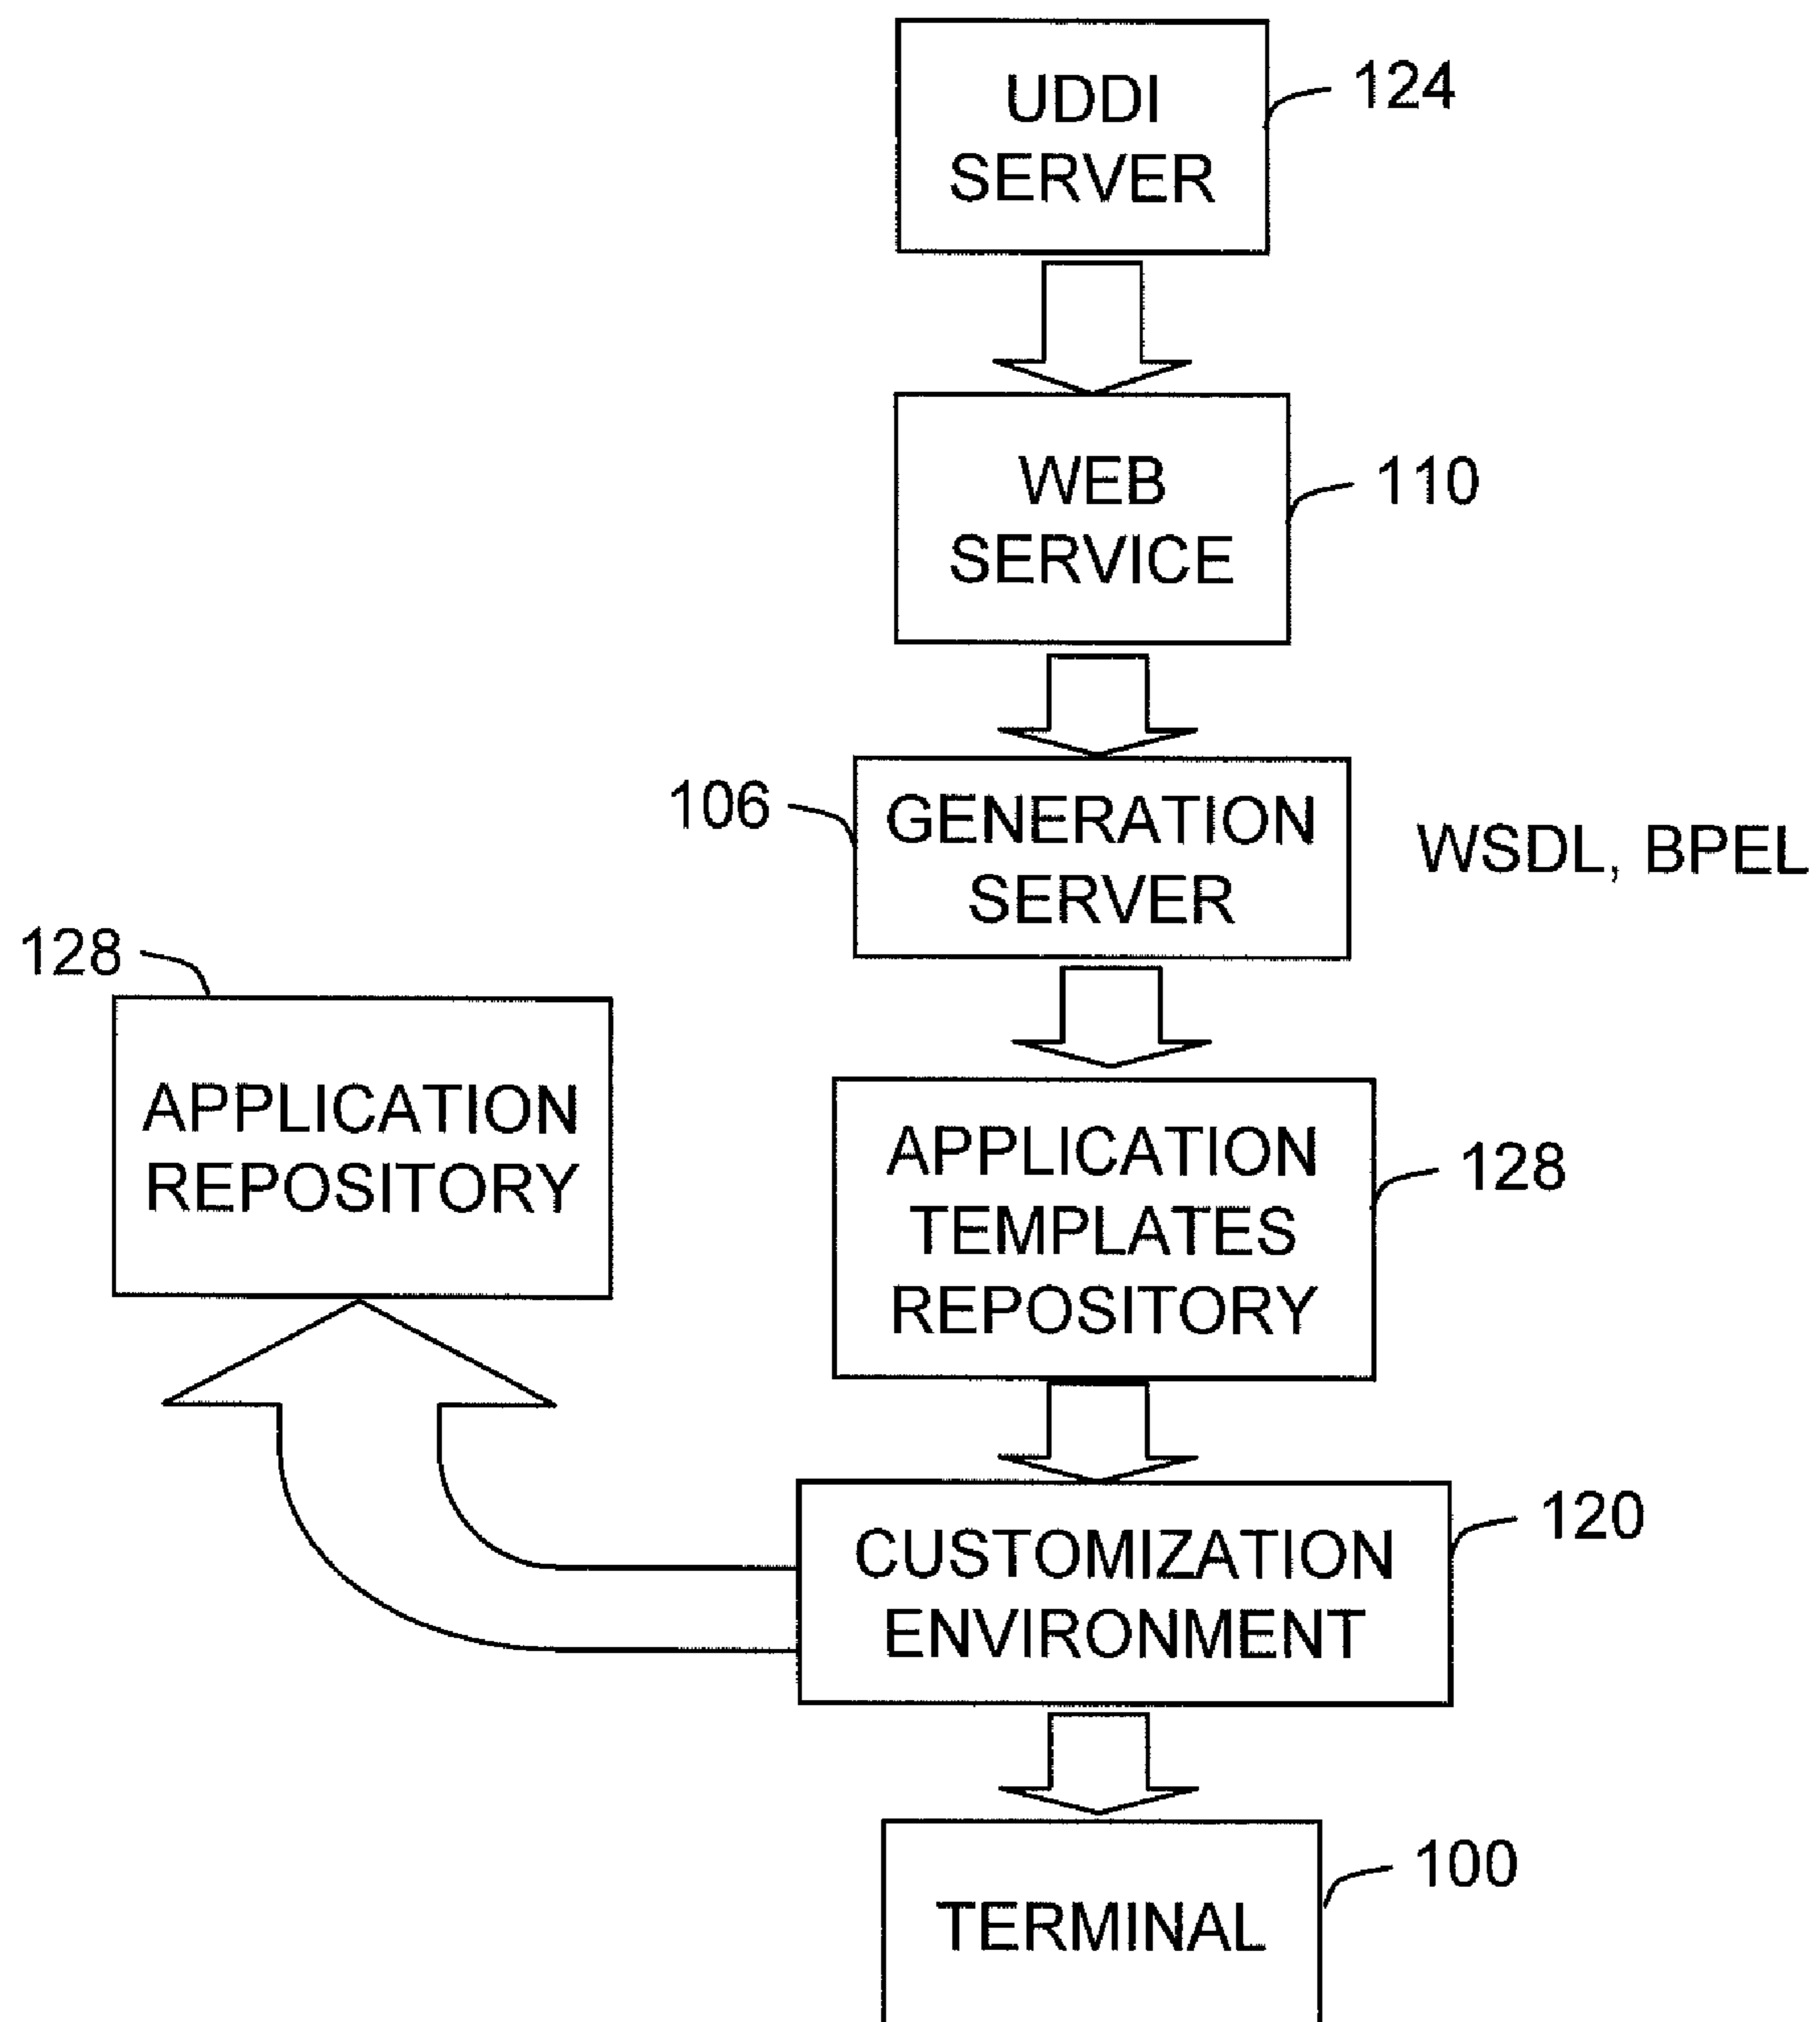 UDDI
SERVER
124
WEB
SERVICE
110
106
GENERATION
SERVER
WSDL, BPEL
128
APPLICATION
REPOSITORY
APPLICATION
TEMPLATES
REPOSITORY
128
CUSTOMIZATION
ENVIRONMENT
120
TERMINAL
100